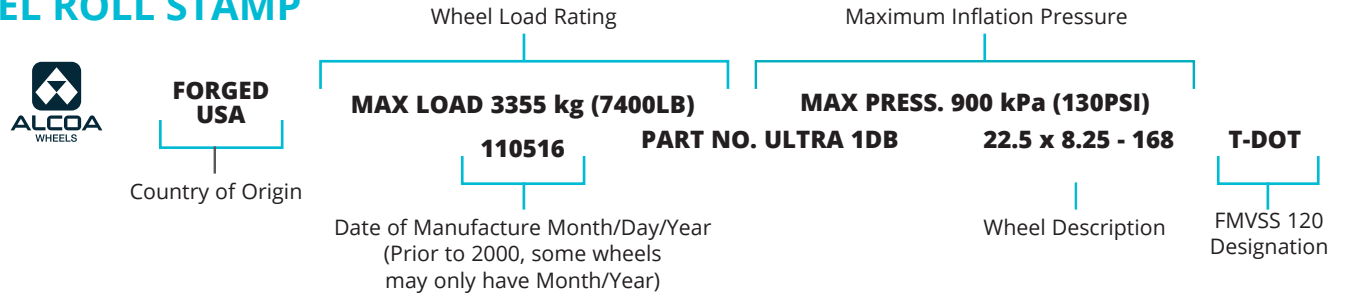 EL ROLL STAMP
Wheel Load Rating
Maximum Inflation Pressure
ALCOA
WHEELS
FORGED
USA
MAX LOAD 3355 kg (7400LB)
MAX PRESS. 900 kPa (130PSI)
110516
PART NO. ULTRA 1DB
22.5 x 8.25 - 168
T-DOT
Country of Origin
Date of Manufacture Month/Day/Year
(Prior to 2000, some wheels
may only have Month/Year)
Wheel Description
FMVSS 120
Designation